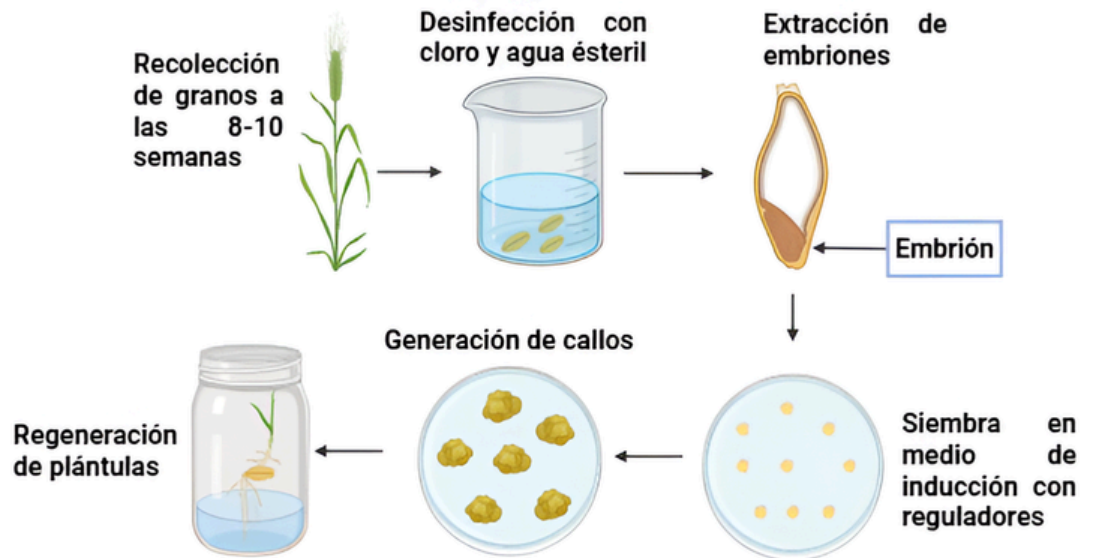 Recolección
de granos a
las 8-10
semanas
Desinfección con
cloro y agua ésteril
Extracción de
embriones
Embrión
Siembra en
medio de
inducción con
reguladores
Generación de callos
Regeneración
de plántulas